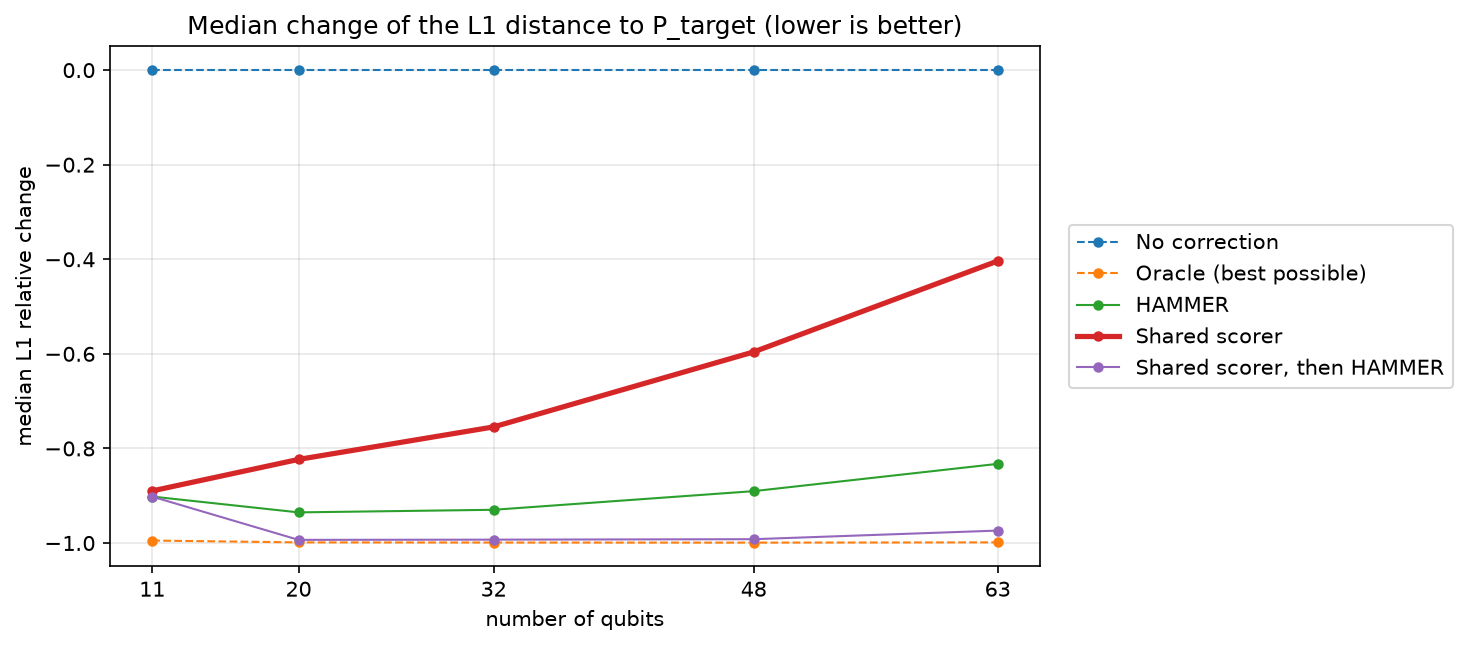 Median change of the L1 distance to P_target (lower is better)
median L1 relative change
0.0
−0.2
−0.4
−0.6
−0.8
−1.0
11
20
32
48
63
number of qubits
No correction
Oracle (best possible)
HAMMER
Shared scorer
Shared scorer, then HAMMER